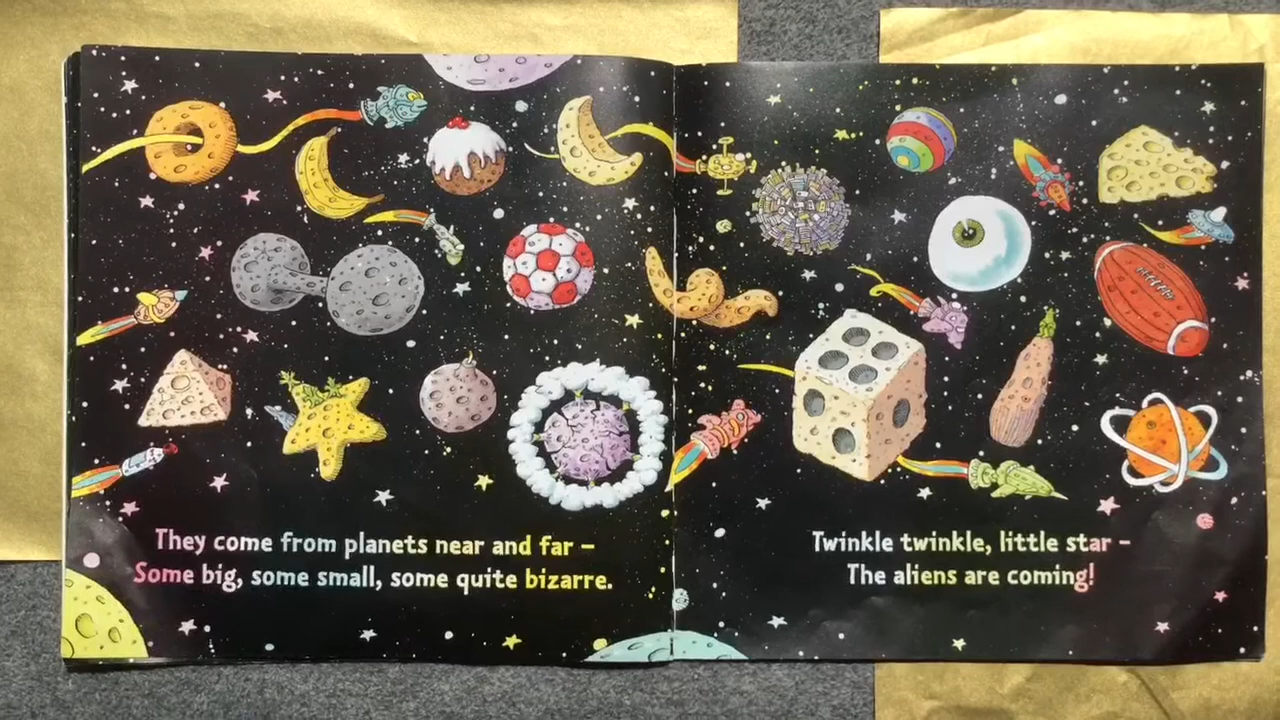 They come from planets near and far –
Some big, some small, some quite bizarre.
Twinkle twinkle, little star –
The aliens are coming!